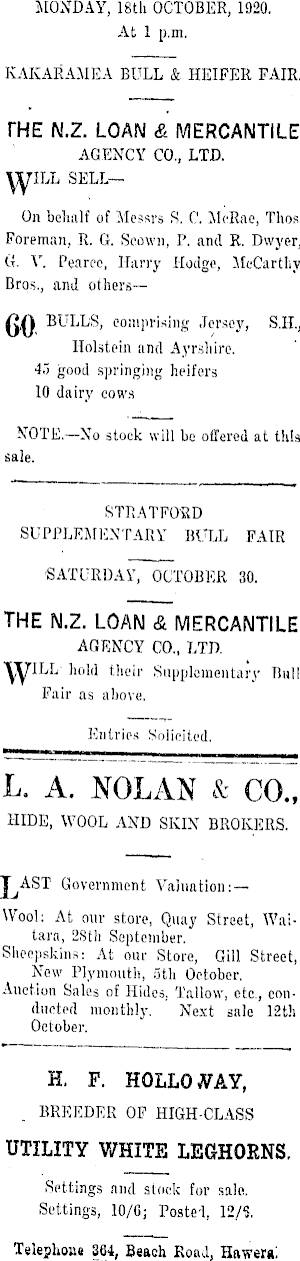 MONDAY, 18th OCTOBER, 1920.
At 1 p.m.
KAKARAMEA BULL & HEIFER FAIR.
THE N.Z. LOAN & MERCANTILE
AGENCY CO., LTD.
WILL SELL—
On behalf of Messrs S. C. McRae, Thos
Foreman, R. G. Scown, P. and R. Dwyer,
G. V. Pearce, Harry Hodge, McCarthy
Bros., and others—
60 BULLS, comprising Jersey, S.H.,
Holstein and Ayrshire.
45 good springing heifers
10 dairy cows
NOTE.—No stock will be offered at this
sale.
STRATFORD
SUPPLEMENTARY BULL FAIR
SATURDAY, OCTOBER 30.
THE N.Z. LOAN & MERCANTILE
AGENCY CO., LTD.
WILL hold their Supplementary Bull
Fair as above.
Entries Solicited.
L. A. NOLAN & CO.,
HIDE, WOOL AND SKIN BROKERS.
LAST Government Valuation:—
Wool: At our store, Quay Street, Wai-
tara, 28th September.
Sheepskins: At our Store, Gill Street,
New Plymouth, 5th October.
Auction Sales of Hides, Tallow, etc., con-
ducted monthly. Next sale 12th
October.
H. F. HOLLOWAY,
BREEDER OF HIGH-CLASS
UTILITY WHITE LEGHORNS.
Settings and stock for sale.
Settings, 10/6; Posted, 12/6.
Telephone 364, Beach Road, Hawera.